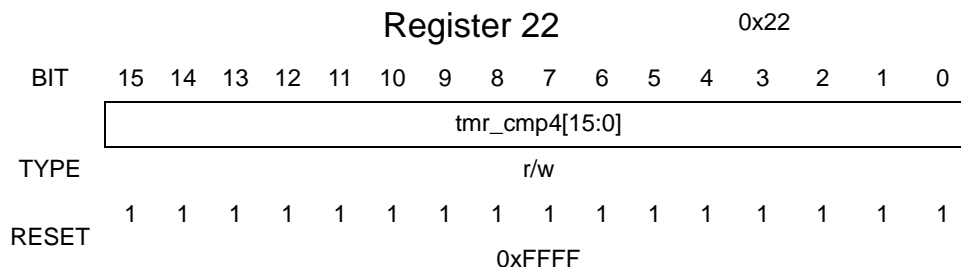 Register 22 0x22
BIT 15 14 13 12 11 10 9 8 7 6 5 4 3 2 1 0
tmr_cmp4[15:0]
TYPE r/w
1 1 1 1 1 1 1 1 1 1 1 1 1 1 1 1
RESET
0xFFFF